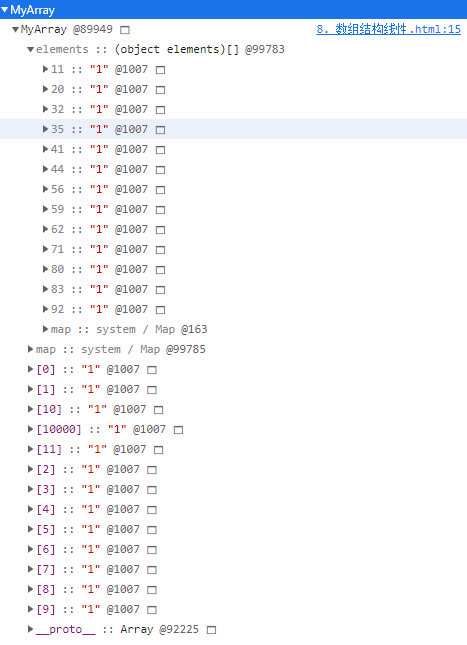 MyArray
MyArray @89949 8. 数组结构线性.html:15
elements :: (object elements)[] @99783
11 :: "1" @1007
20 :: "1" @1007
32 :: "1" @1007
35 :: "1" @1007
41 :: "1" @1007
44 :: "1" @1007
56 :: "1" @1007
59 :: "1" @1007
62 :: "1" @1007
71 :: "1" @1007
80 :: "1" @1007
83 :: "1" @1007
92 :: "1" @1007
map :: system / Map @163
map :: system / Map @99785
[0] :: "1" @1007
[1] :: "1" @1007
[10] :: "1" @1007
[10000] :: "1" @1007
[11] :: "1" @1007
[2] :: "1" @1007
[3] :: "1" @1007
[4] :: "1" @1007
[5] :: "1" @1007
[6] :: "1" @1007
[7] :: "1" @1007
[8] :: "1" @1007
[9] :: "1" @1007
__proto__ :: Array @92225